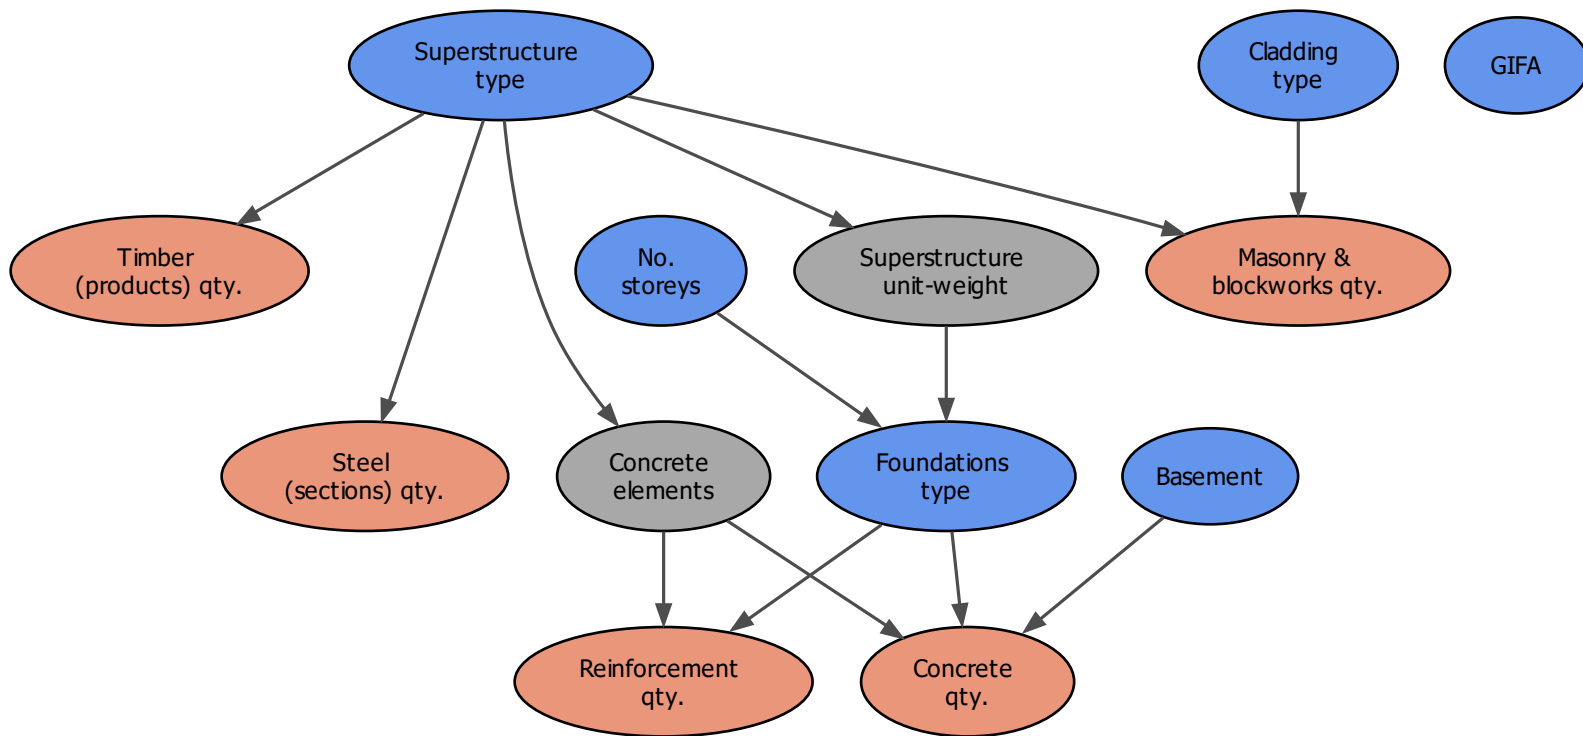 Superstructure
type
Cladding
type
GIFA
Timber
(products) qty.
No.
storeys
Superstructure
unit-weight
Masonry &
blockworks qty.
Steel
(sections) qty.
Concrete
elements
Foundations
type
Basement
Reinforcement
qty.
Concrete
qty.